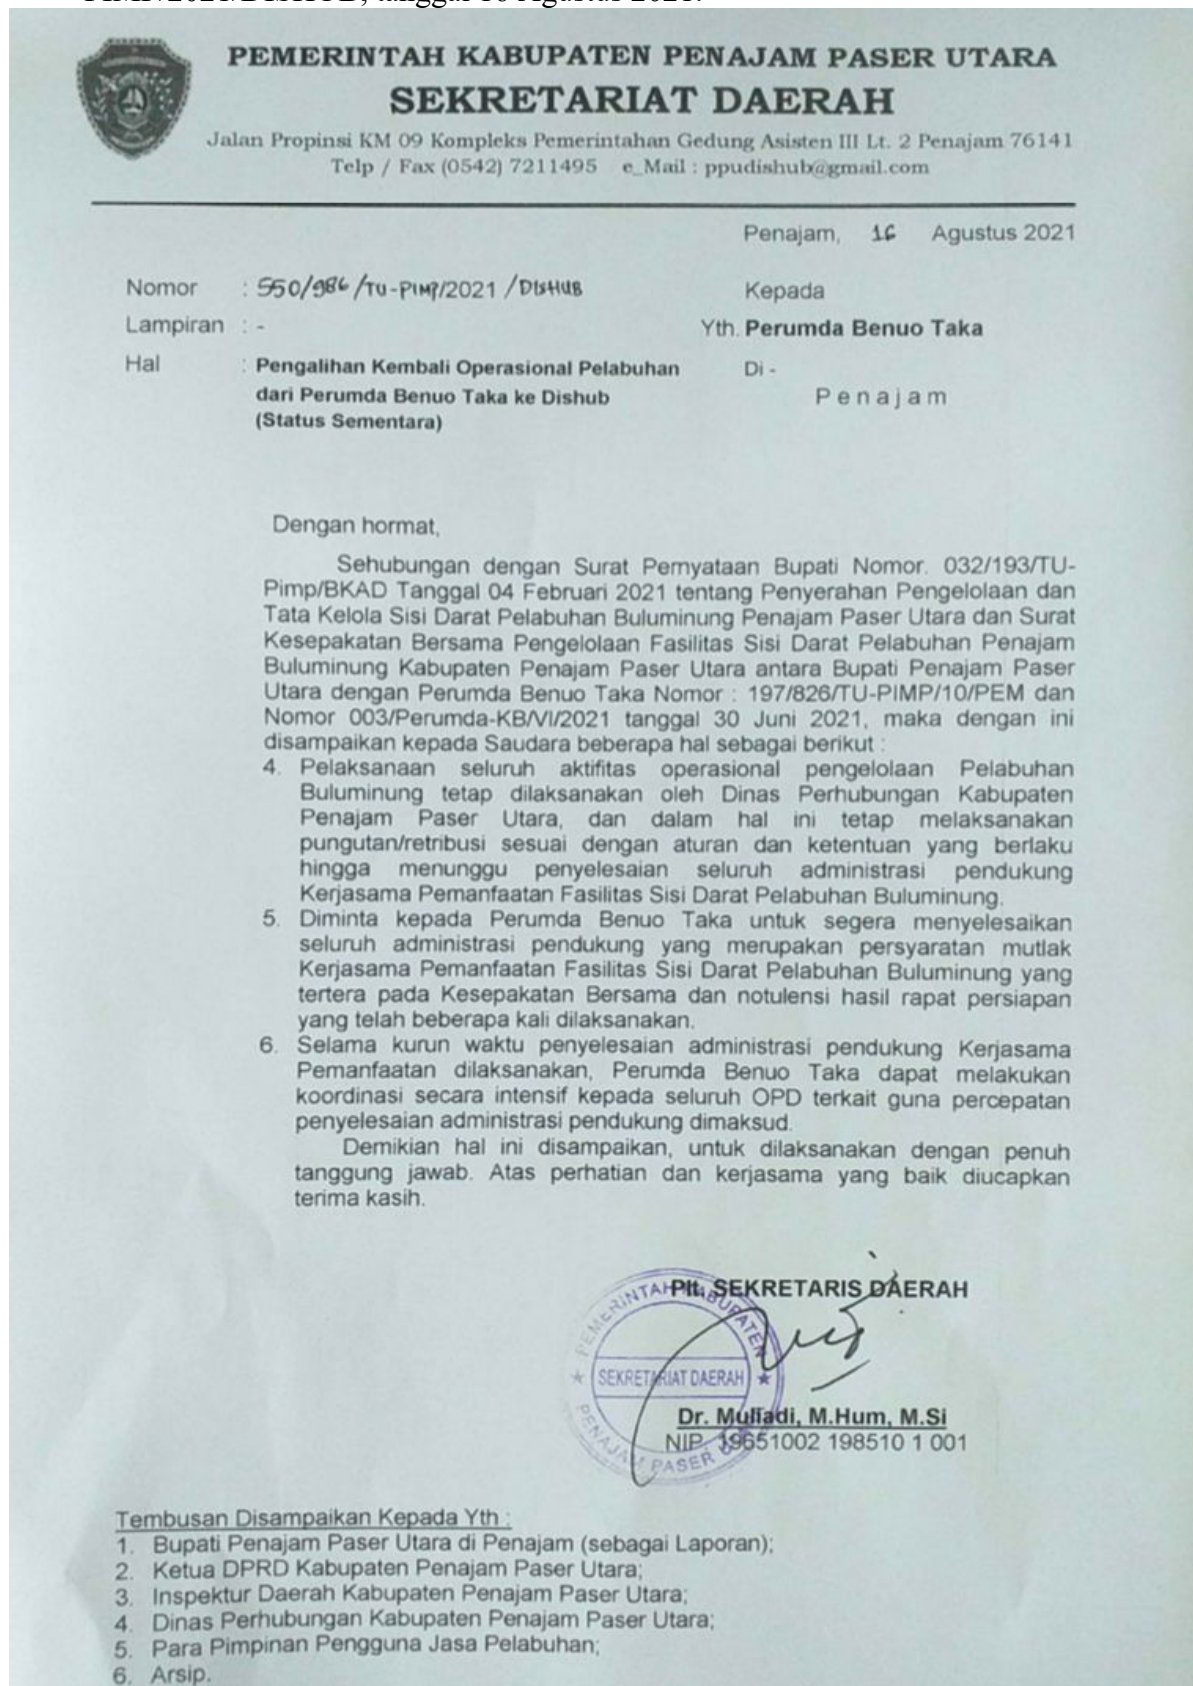 PEMERINTAH KABUPATEN PENAJAM PASER UTARA
SEKRETARIAT DAERAH
Jalan Propinsi KM 09 Kompleks Pemerintahan Gedung Asisten III Lt. 2 Penajam 76141
Telp / Fax (0542) 7211495 e_Mail : ppudishub@gmail.com
Penajam, 16 Agustus 2021
Nomor : 550/986/TU-PIMP/2021/DISHUB
Kepada
Lampiran : -
Yth. Perumda Benuo Taka
Hal : Pengalihan Kembali Operasional Pelabuhan
Di -
dari Perumda Benuo Taka ke Dishub
Penajam
(Status Sementara)
Dengan hormat,
Sehubungan dengan Surat Pernyataan Bupati Nomor. 032/193/TU-
Pimp/BKAD Tanggal 04 Februari 2021 tentang Penyerahan Pengelolaan dan
Tata Kelola Sisi Darat Pelabuhan Buluminung Penajam Paser Utara dan Surat
Kesepakatan Bersama Pengelolaan Fasilitas Sisi Darat Pelabuhan Penajam
Buluminung Kabupaten Penajam Paser Utara antara Bupati Penajam Paser
Utara dengan Perumda Benuo Taka Nomor : 197/826/TU-PIMP/10/PEM dan
Nomor 003/Perumda-KB/VI/2021 tanggal 30 Juni 2021, maka dengan ini
disampaikan kepada Saudara beberapa hal sebagai berikut :
4. Pelaksanaan seluruh aktifitas operasional pengelolaan Pelabuhan
Buluminung tetap dilaksanakan oleh Dinas Perhubungan Kabupaten
Penajam Paser Utara, dan dalam hal ini tetap melaksanakan
pungutan/retribusi sesuai dengan aturan dan ketentuan yang berlaku
hingga menunggu penyelesaian seluruh administrasi pendukung
Kerjasama Pemanfaatan Fasilitas Sisi Darat Pelabuhan Buluminung.
5. Diminta kepada Perumda Benuo Taka untuk segera menyelesaikan
seluruh administrasi pendukung yang merupakan persyaratan mutlak
Kerjasama Pemanfaatan Fasilitas Sisi Darat Pelabuhan Buluminung yang
tertera pada Kesepakatan Bersama dan notulensi hasil rapat persiapan
yang telah beberapa kali dilaksanakan.
6. Selama kurun waktu penyelesaian administrasi pendukung Kerjasama
Pemanfaatan dilaksanakan, Perumda Benuo Taka dapat melakukan
koordinasi secara intensif kepada seluruh OPD terkait guna percepatan
penyelesaian administrasi pendukung dimaksud.
Demikian hal ini disampaikan, untuk dilaksanakan dengan penuh
tanggung jawab. Atas perhatian dan kerjasama yang baik diucapkan
terima kasih.
Plt. SEKRETARIS DAERAH
PEMERINTAH KABUPATEN
SEKRETARIAT DAERAH
PENAJAM PASER
Dr. Muliadi, M.Hum, M.Si
NIP. 19651002 198510 1 001
Tembusan Disampaikan Kepada Yth :
1. Bupati Penajam Paser Utara di Penajam (sebagai Laporan);
2. Ketua DPRD Kabupaten Penajam Paser Utara;
3. Inspektur Daerah Kabupaten Penajam Paser Utara;
4. Dinas Perhubungan Kabupaten Penajam Paser Utara;
5. Para Pimpinan Pengguna Jasa Pelabuhan;
6. Arsip.